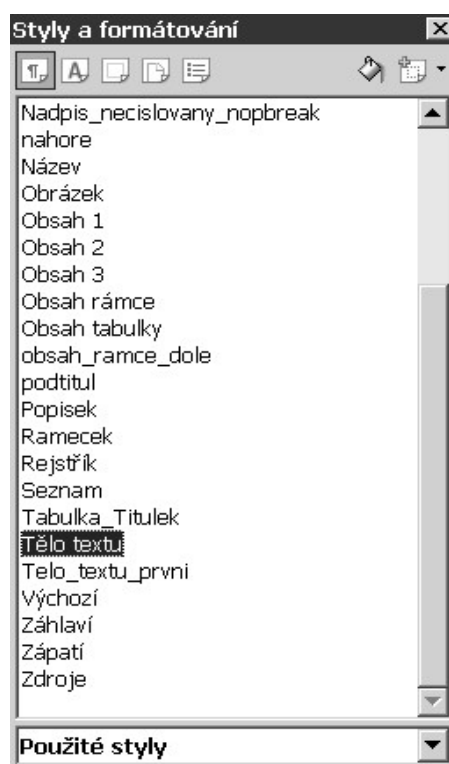 Styly a formátování
Nadpis_necislovany_nopbreak
nahore
Název
Obrázek
Obsah 1
Obsah 2
Obsah 3
Obsah rámce
Obsah tabulky
obsah_ramce_dole
podtitul
Popisek
Ramecek
Rejstřík
Seznam
Tabulka_Titulek
Tělo textu
Telo_textu_prvni
Výchozí
Záhlaví
Zápatí
Zdroje
Použité styly